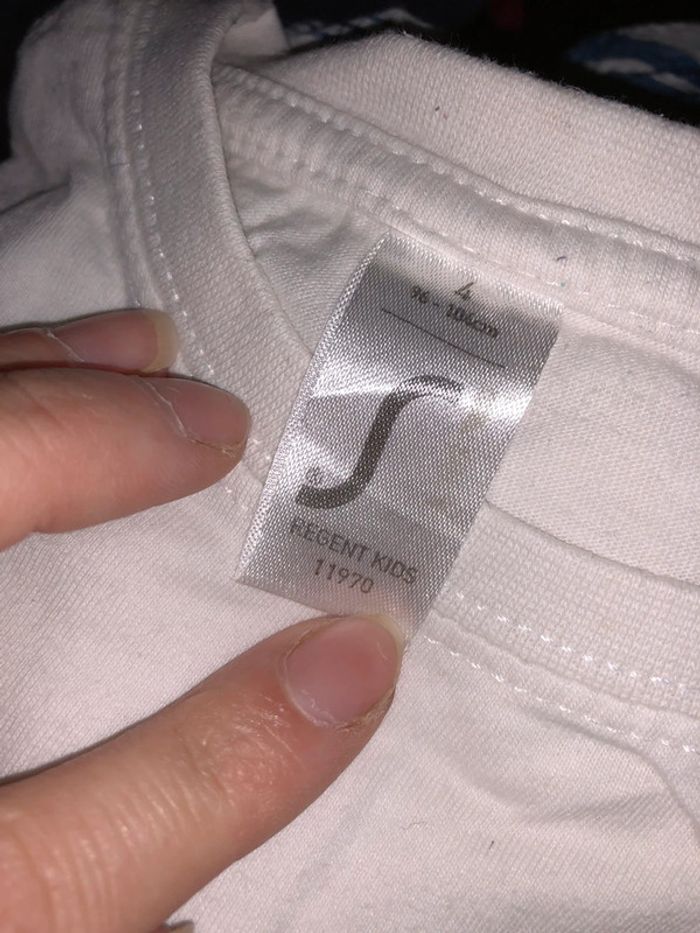 4
96 - 104cm
S
®
REGENT KIDS
11970